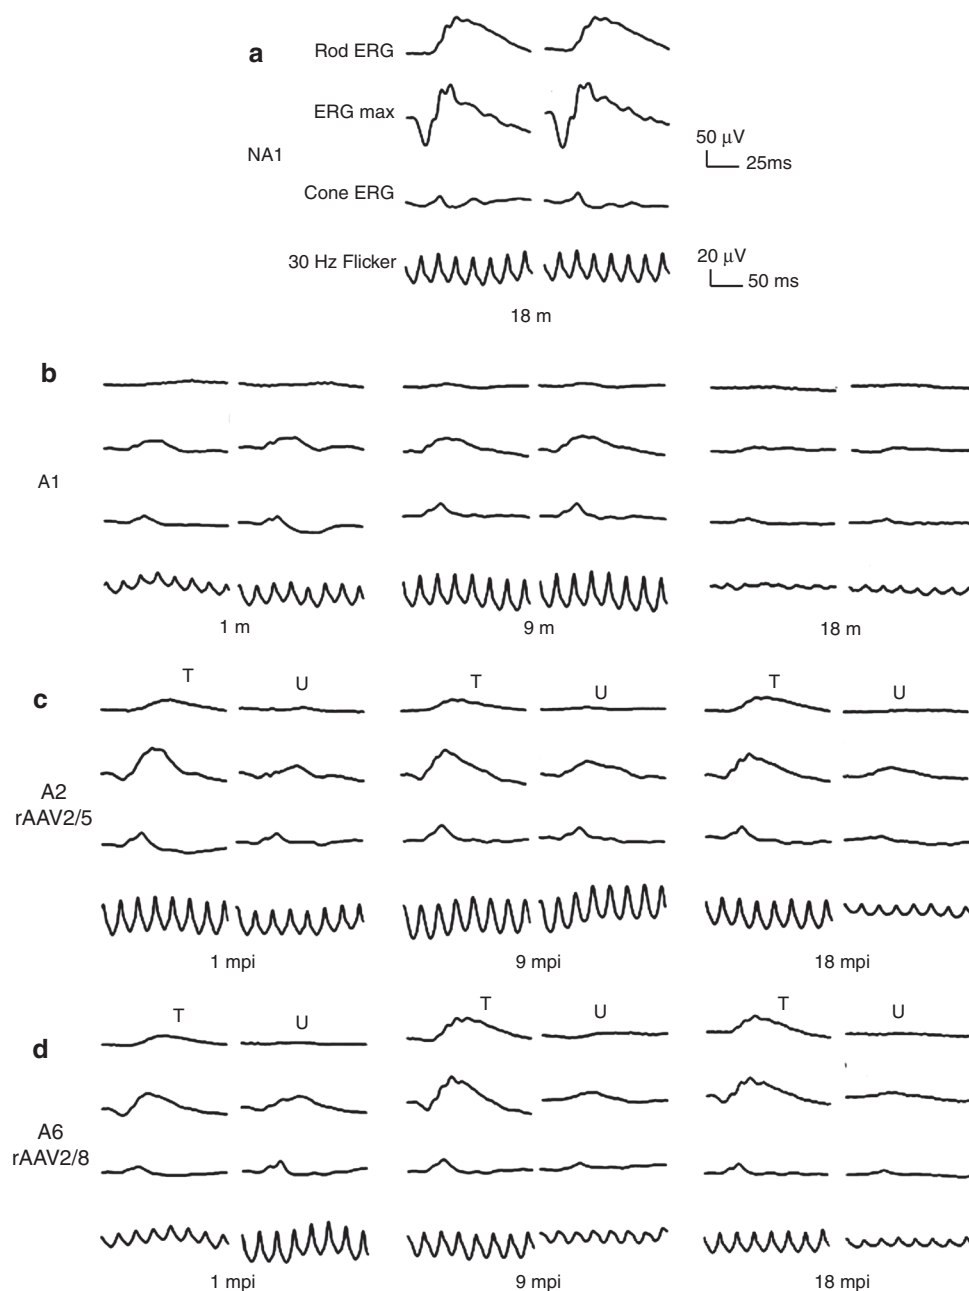 a
Rod ERG
ERG max
NA1
50 µV
25ms
Cone ERG
30 Hz Flicker
20 µV
50 ms
18 m
b
A1
1 m
9 m
18 m
c
T U T U T U
A2
rAAV2/5
1 mpi 9 mpi 18 mpi
d
T U T U T U
A6
rAAV2/8
1 mpi 9 mpi 18 mpi